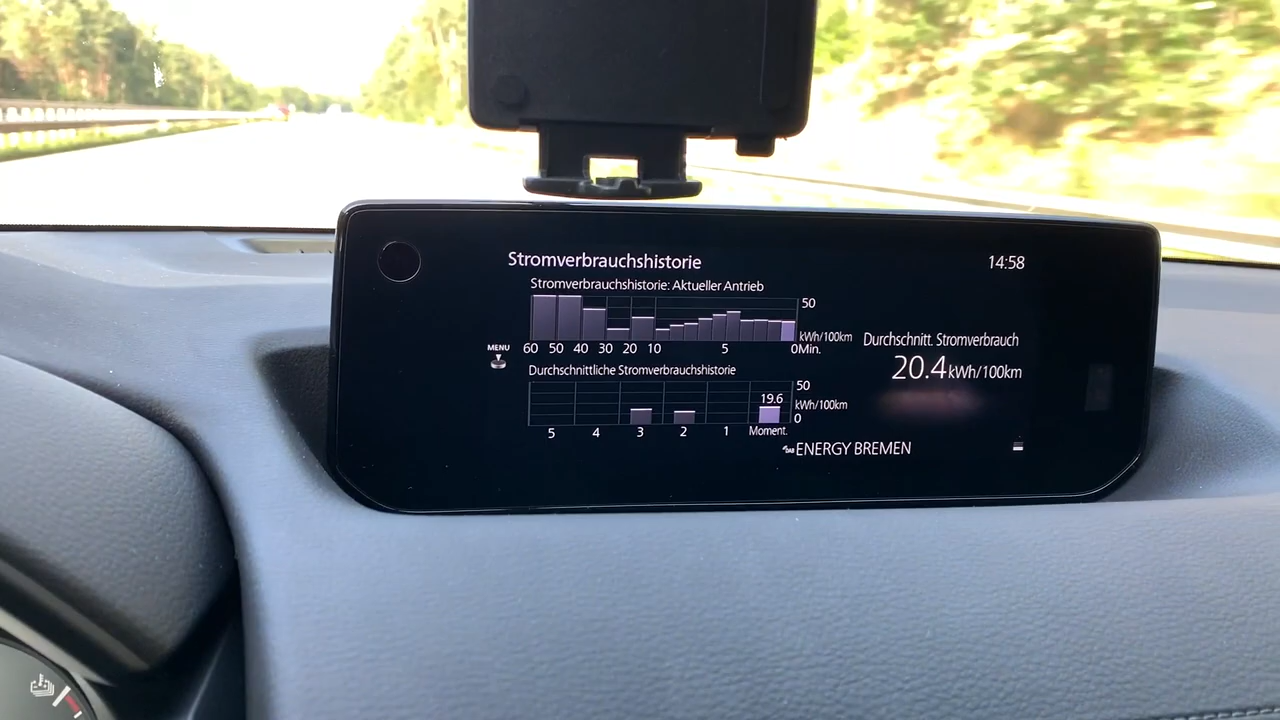 Stromverbrauchshistorie
14:58
Stromverbrauchshistorie: Aktueller Antrieb
50
kWh/100km
MENU
60 50 40 30 20 10 5 0Min.
Durchschnitt. Stromverbrauch
20.4kWh/100km
Durchschnittliche Stromverbrauchshistorie
50
19.6
kWh/100km
0
5 4 3 2 1 Moment.
DAB ENERGY BREMEN